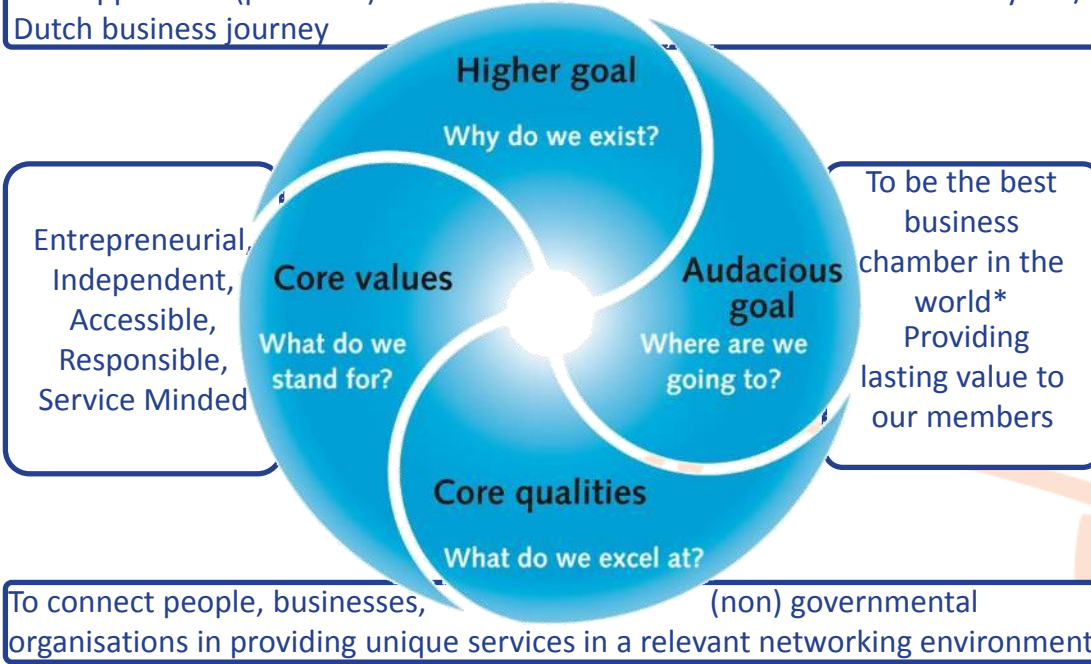 Dutch business journey
Higher goal
Why do we exist?
Entrepreneurial,
Independent,
Accessible,
Responsible,
Service Minded
Core values
What do we
stand for?
Audacious
goal
Where are we
going to?
To be the best
business
chamber in the
world*
Providing
lasting value to
our members
Core qualities
What do we excel at?
To connect people, businesses, (non) governmental
organisations in providing unique services in a relevant networking environment